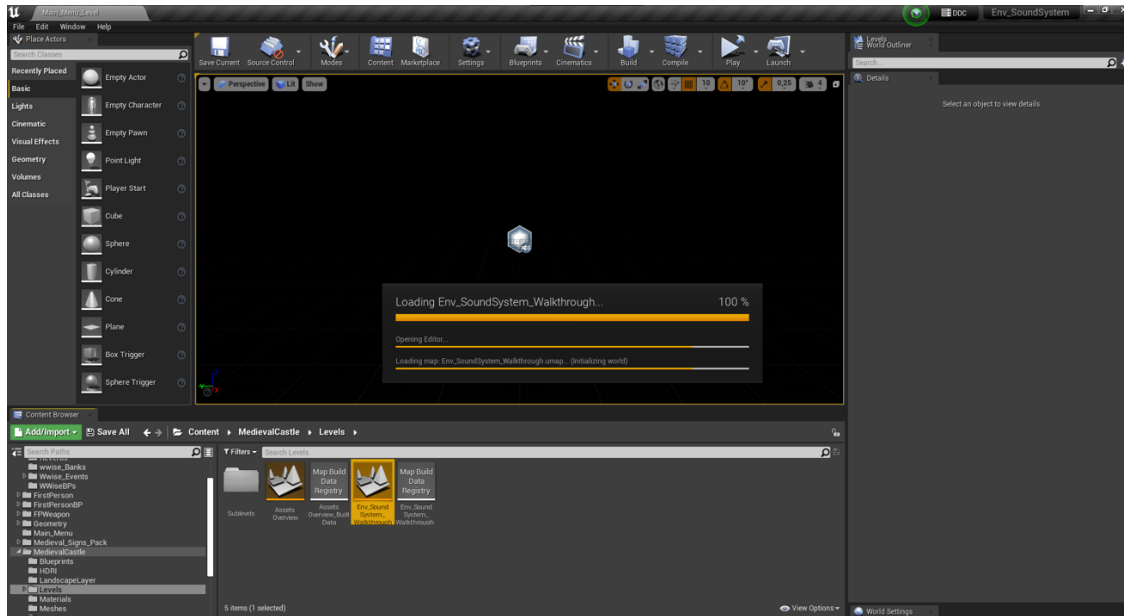 Main_Menu_Level
DDC
Env_SoundSystem
File Edit Window Help
Place Actors
Search Classes
Recently Placed
Basic
Lights
Cinematic
Visual Effects
Geometry
Volumes
All Classes
Empty Actor
Empty Character
Empty Pawn
Point Light
Player Start
Cube
Sphere
Cylinder
Cone
Plane
Box Trigger
Sphere Trigger
Save Current
Source Control
Modes
Content
Marketplace
Settings
Blueprints
Cinematics
Build
Compile
Play
Launch
Perspective
Lit
Show
10
10°
0,25
4
Levels
World Outliner
Search...
Details
Select an object to view details.
Loading Env_SoundSystem_Walkthrough... 100 %
Opening Editor...
Loading map: Env_SoundSystem_Walkthrough.umap... (Initializing world)
Content Browser
Add/Import
Save All
Content
MedievalCastle
Levels
Search Paths
wwise_Banks
Wwise_Events
WWiseBPs
FirstPerson
FirstPersonBP
FPWeapon
Geometry
Main_Menu
Medieval_Signs_Pack
MedievalCastle
Blueprints
HDRI
LandscapeLayer
Levels
Materials
Meshes
Filters
Search Levels
Sublevels
Assets
Overview
Map Build
Data
Registry
Assets
Overview_Built
Data
Env_Sound
System_
Walkthrough
Map Build
Data
Registry
Env_Sound
System_
Walkthrough
5 items (1 selected)
View Options
World Settings